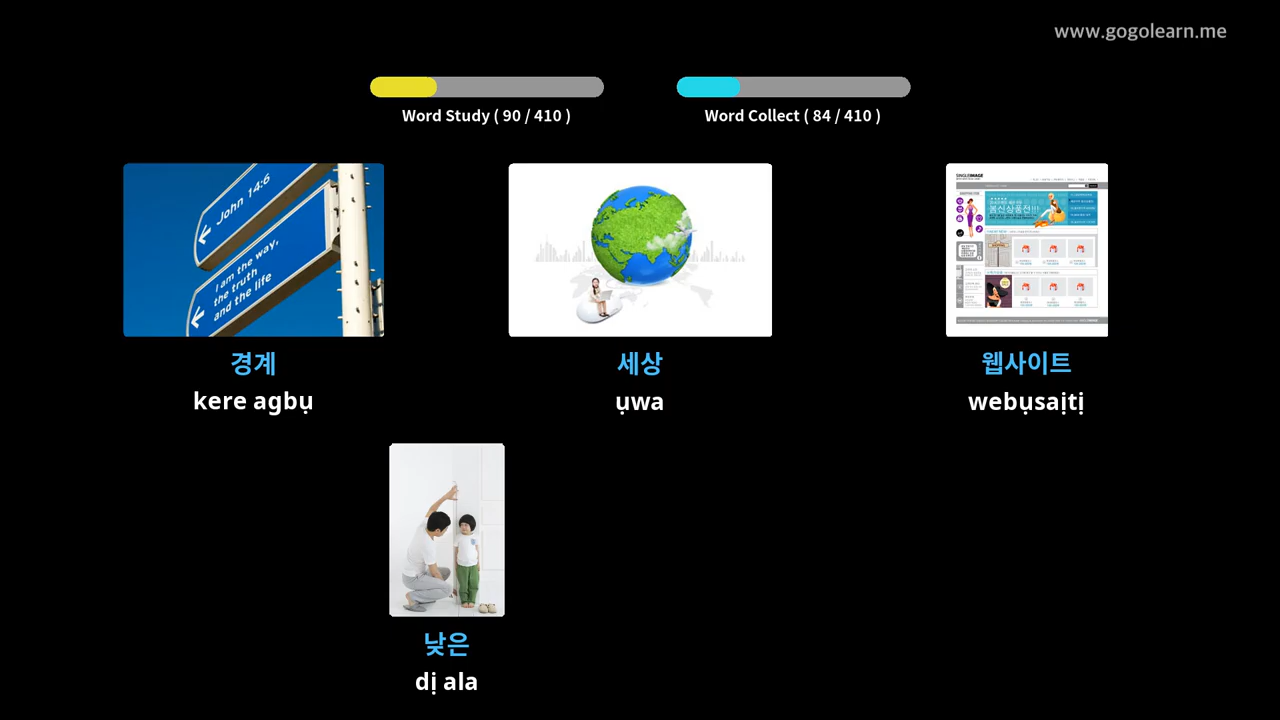 www.gogolearn.me
Word Study ( 90 / 410 )
Word Collect ( 84 / 410 )
John 14:6
I am the way,
the truth,
and the life
경계
kere agbụ
세상
ụwa
웹사이트
webụsaịtị
낮은
dị ala